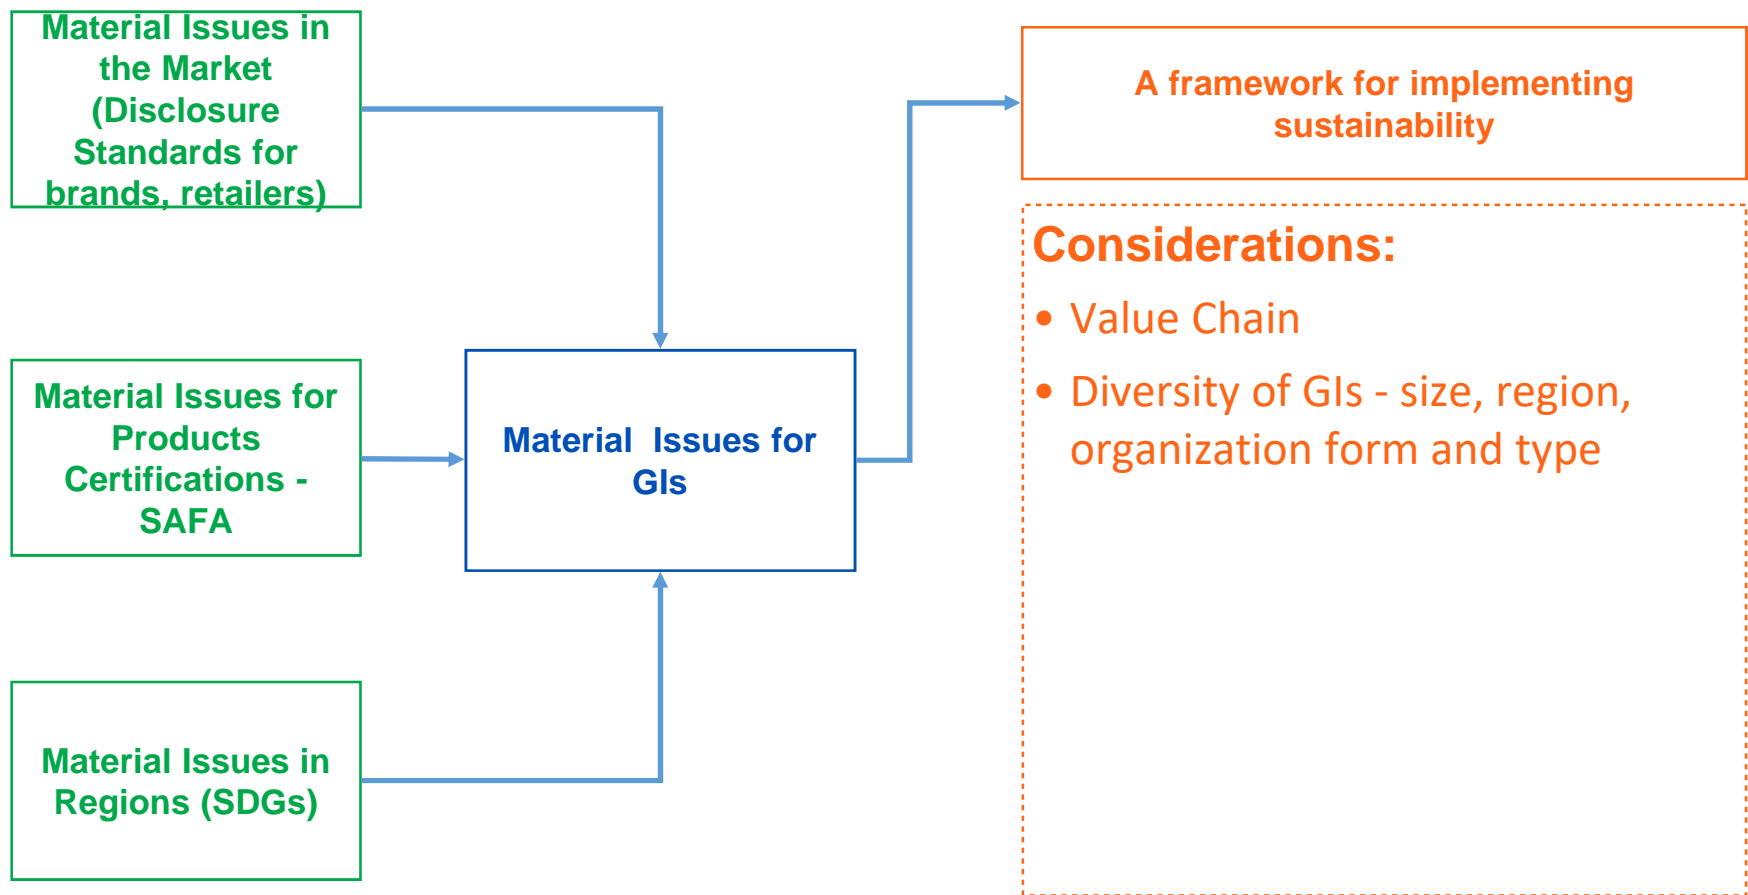 Material Issues in
the Market
(Disclosure
Standards for
brands, retailers)
Material Issues for
Products
Certifications -
SAFA
Material Issues in
Regions (SDGs)
Material  Issues for
GIs
A framework for implementing
sustainability
Considerations:
• Value Chain
• Diversity of GIs - size, region,
organization form and type